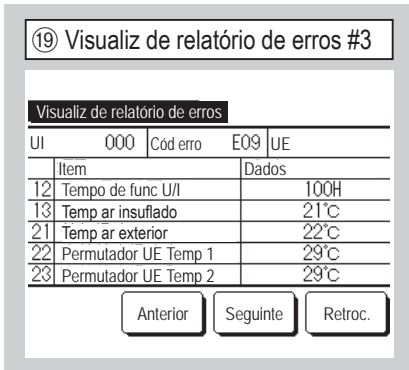 ⑲ Visualiz de relatório de erros #3
Visualiz de relatório de erros
UI 000 Cód erro E09 UE
Item Dados
12 Tempo de func U/I 100H
13 Temp ar insuflado 21°C
21 Temp ar exterior 22°C
22 Permutador UE Temp 1 29°C
23 Permutador UE Temp 2 29°C
Anterior Seguinte Retroc.